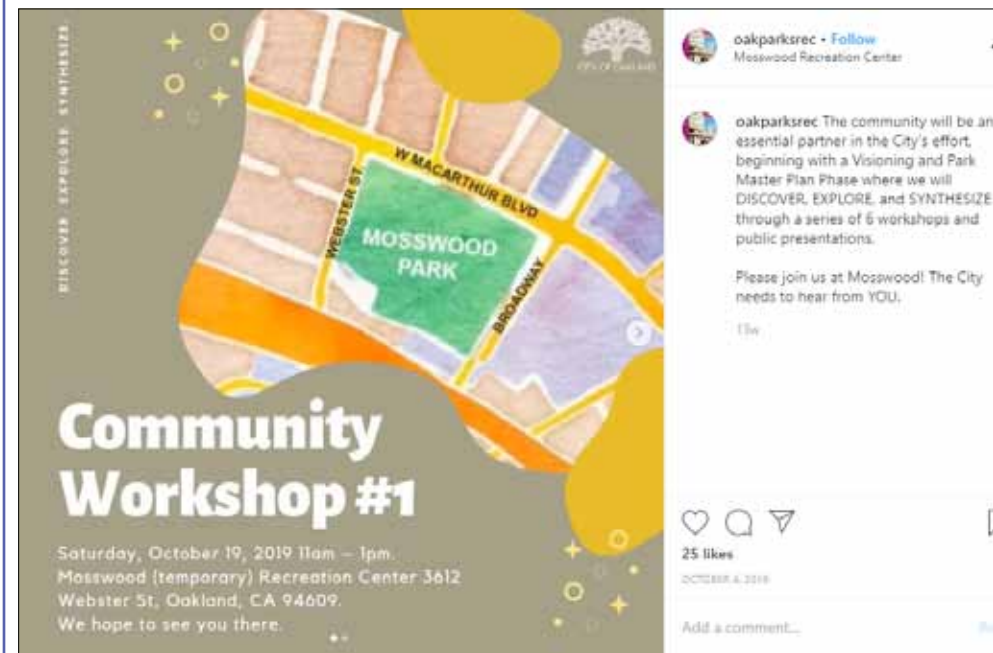 DISCOVER EXPLORE SYNTHESIZE
CITY OF OAKLAND
W MACARTHUR BLVD
WEBSTER ST
MOSSWOOD
PARK
BROADWAY
Community
Workshop #1
Saturday, October 19, 2019 11am – 1pm.
Mosswood (temporary) Recreation Center 3612
Webster St, Oakland, CA 94609.
We hope to see you there.
oakparksrec • Follow
Mosswood Recreation Center
oakparksrec The community will be an
essential partner in the City's effort,
beginning with a Visioning and Park
Master Plan Phase where we will
DISCOVER, EXPLORE, and SYNTHESIZE
through a series of 6 workshops and
public presentations.
Please join us at Mosswood! The City
needs to hear from YOU.
25 likes
OCTOBER 4, 2019
Add a comment...